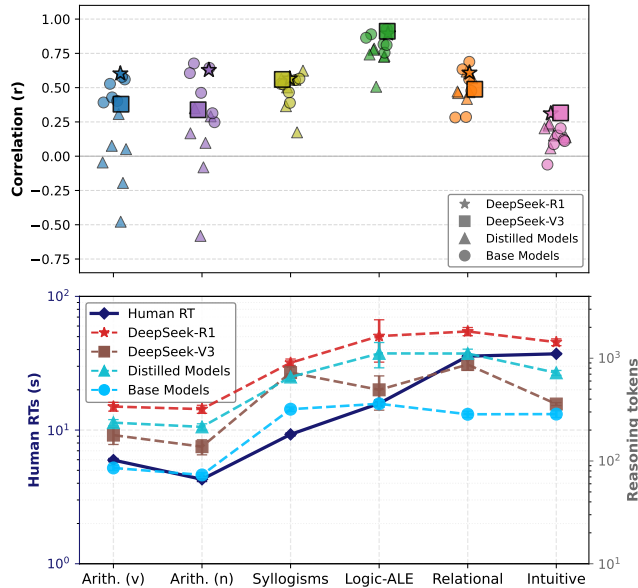 1.00
0.75
0.50
0.25
0.00
−0.25
−0.50
−0.75
Correlation (r)
DeepSeek-R1
DeepSeek-V3
Distilled Models
Base Models
10²
10¹
10⁰
Human RTs (s)
Human RT
DeepSeek-R1
DeepSeek-V3
Distilled Models
Base Models
10³
10²
10¹
Reasoning tokens
Arith. (v)
Arith. (n)
Syllogisms
Logic-ALE
Relational
Intuitive